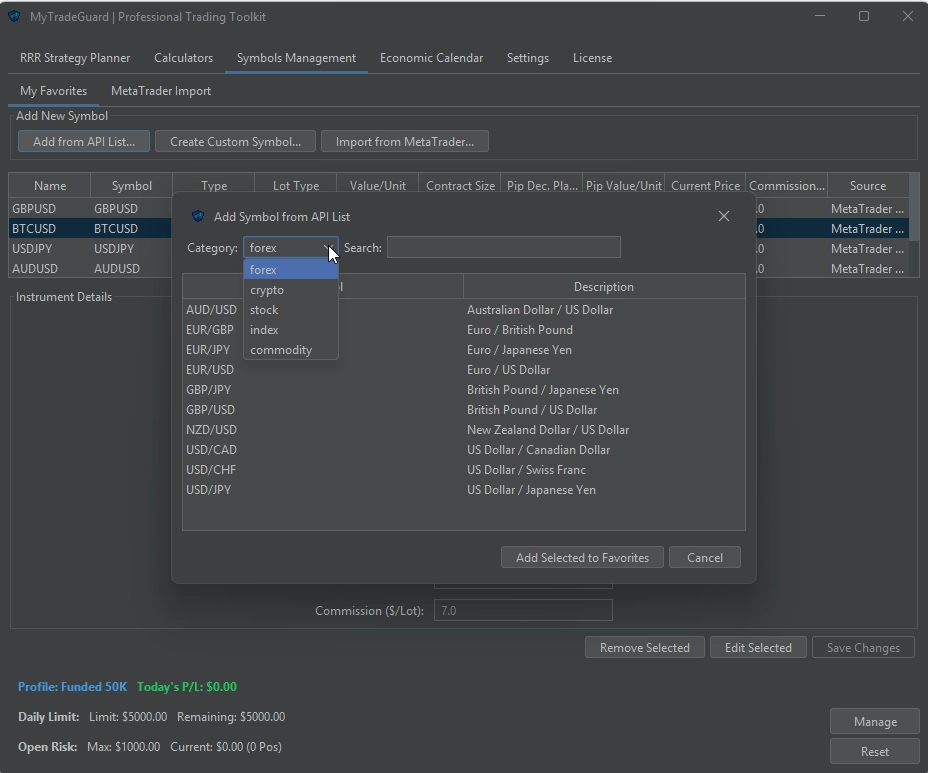 MyTradeGuard | Professional Trading Toolkit
RRR Strategy Planner Calculators Symbols Management Economic Calendar Settings License
My Favorites MetaTrader Import
Add New Symbol
Add from API List... Create Custom Symbol... Import from MetaTrader...
Name Symbol Type Lot Type Value/Unit Contract Size Pip Dec. Pla... Pip Value/Unit Current Price Commission... Source
GBPUSD GBPUSD .0 MetaTrader ...
BTCUSD BTCUSD .0 MetaTrader ...
USDJPY USDJPY .0 MetaTrader ...
AUDUSD AUDUSD .0 MetaTrader ...
Instrument Details
Add Symbol from API List
Category: forex Search:
forex
crypto
stock
index
commodity
l Description
AUD/USD Australian Dollar / US Dollar
EUR/GBP Euro / British Pound
EUR/JPY Euro / Japanese Yen
EUR/USD Euro / US Dollar
GBP/JPY British Pound / Japanese Yen
GBP/USD British Pound / US Dollar
NZD/USD New Zealand Dollar / US Dollar
USD/CAD US Dollar / Canadian Dollar
USD/CHF US Dollar / Swiss Franc
USD/JPY US Dollar / Japanese Yen
Add Selected to Favorites Cancel
Commission ($/Lot): 7.0
Remove Selected Edit Selected Save Changes
Profile: Funded 50K Today's P/L: $0.00
Daily Limit: Limit: $5000.00 Remaining: $5000.00
Manage
Open Risk: Max: $1000.00 Current: $0.00 (0 Pos)
Reset